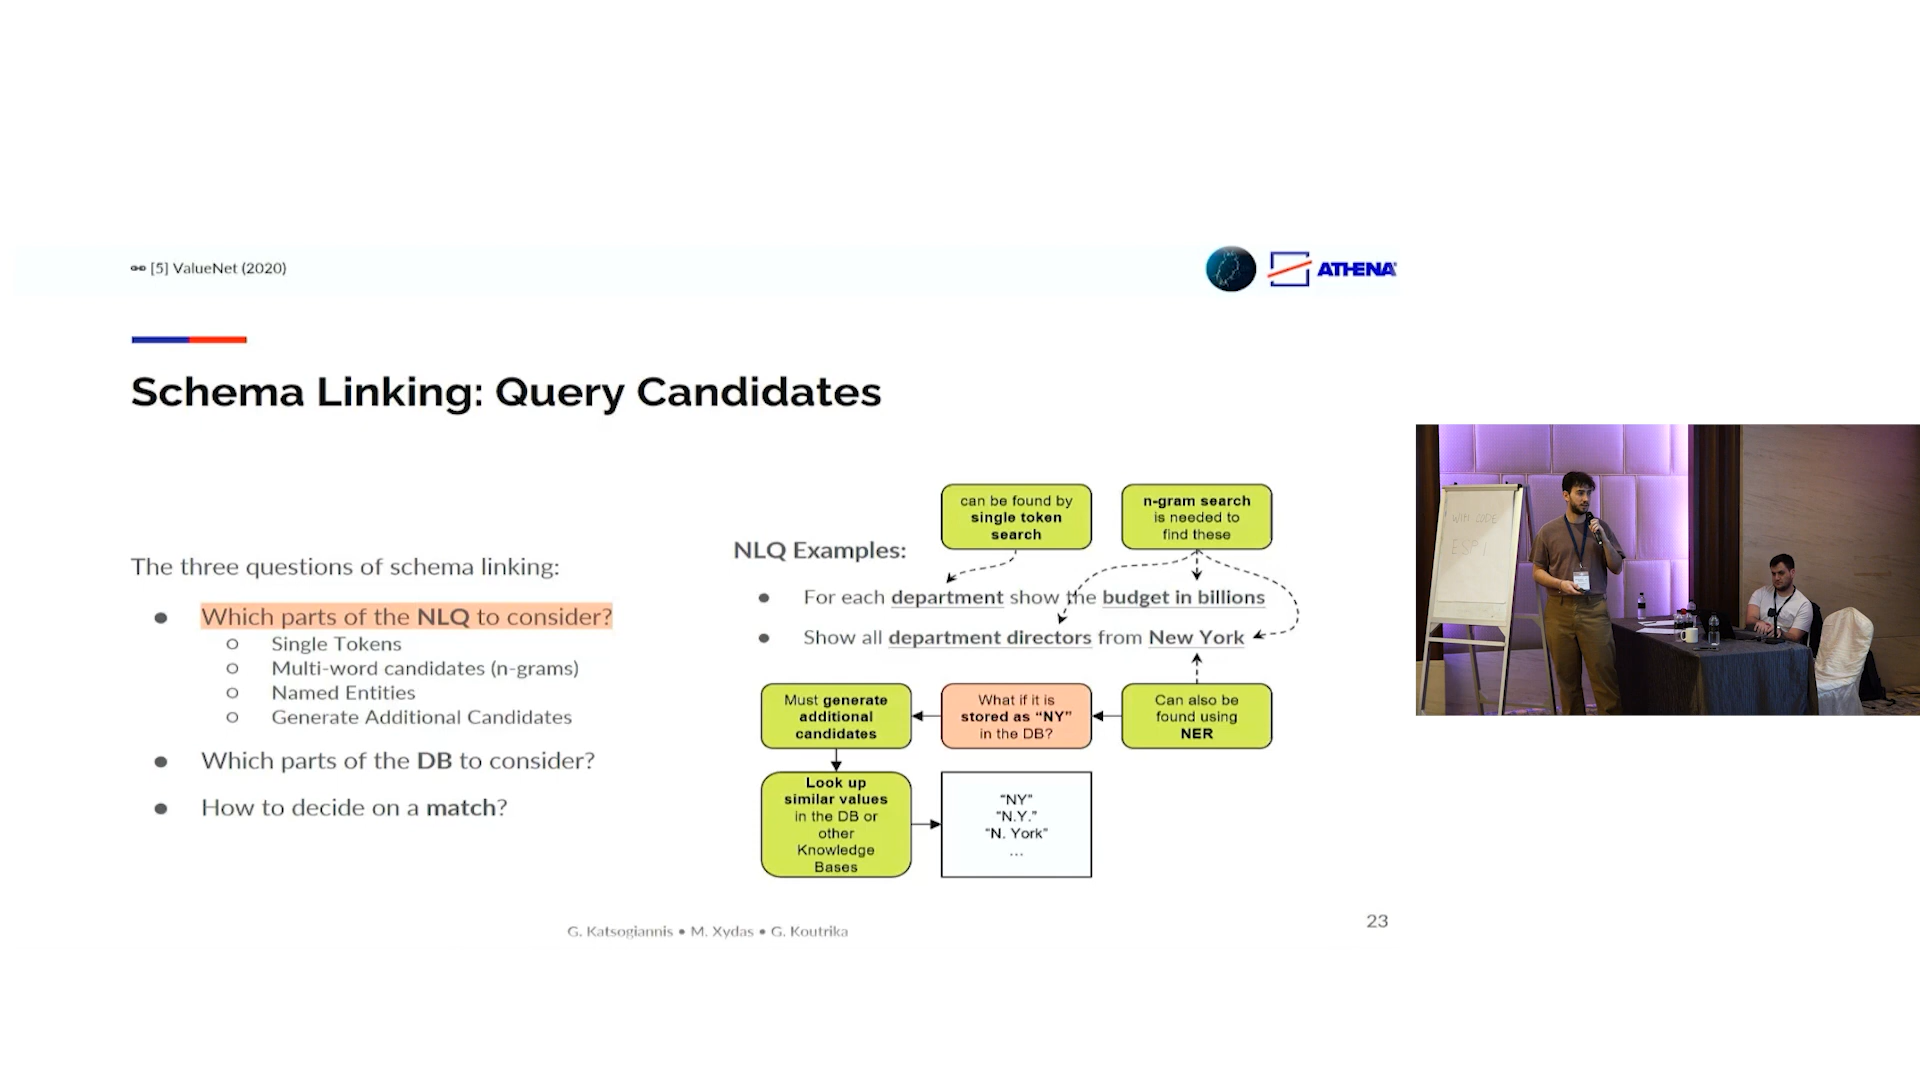 [5] ValueNet (2020)
ATHENA
Schema Linking: Query Candidates
The three questions of schema linking:
● Which parts of the NLQ to consider?
○ Single Tokens
○ Multi-word candidates (n-grams)
○ Named Entities
○ Generate Additional Candidates
● Which parts of the DB to consider?
● How to decide on a match?
can be found by
single token
search
n-gram search
is needed to
find these
NLQ Examples:
● For each department show the budget in billions
● Show all department directors from New York
Must generate
additional
candidates
What if it is
stored as “NY”
in the DB?
Can also be
found using
NER
Look up
similar values
in the DB or
other
Knowledge
Bases
“NY”
“N.Y.”
“N. York”
...
G. Katsogiannis • M. Xydas • G. Koutrika
23
WIFI CODE